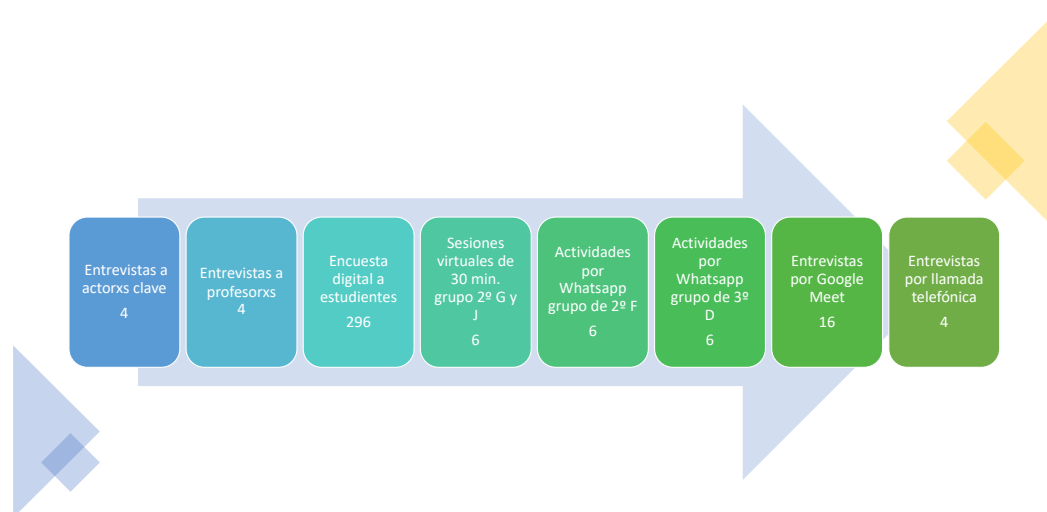 Entrevistas a
actorxs clave
4
Entrevistas a
profesorxs
4
Encuesta
digital a
estudientes
296
Sesiones
virtuales de
30 min.
grupo 2º G y
J
6
Actividades
por
Whatsapp
grupo de 2º F
6
Actividades
por
Whatsapp
grupo de 3º
D
6
Entrevistas
por Google
Meet
16
Entrevistas
por llamada
telefónica
4